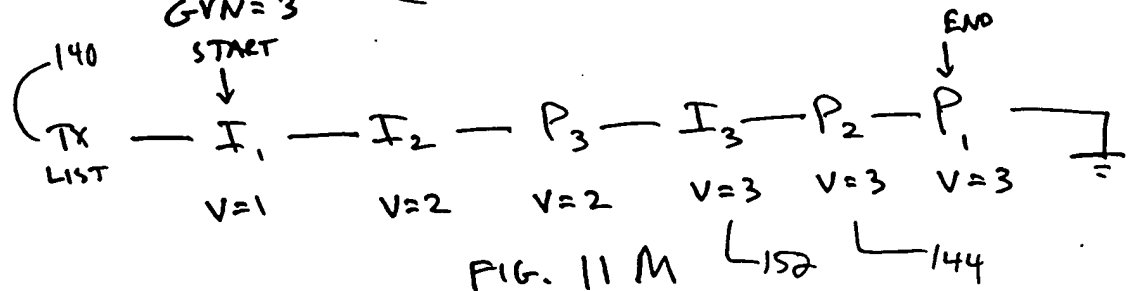 GVN=3
START
END
140
TX — I₁ — I₂ — P₃ — I₃ — P₂ — P₁
LIST
V=1 V=2 V=2 V=3 V=3 V=3
152 144
FIG. 11 M